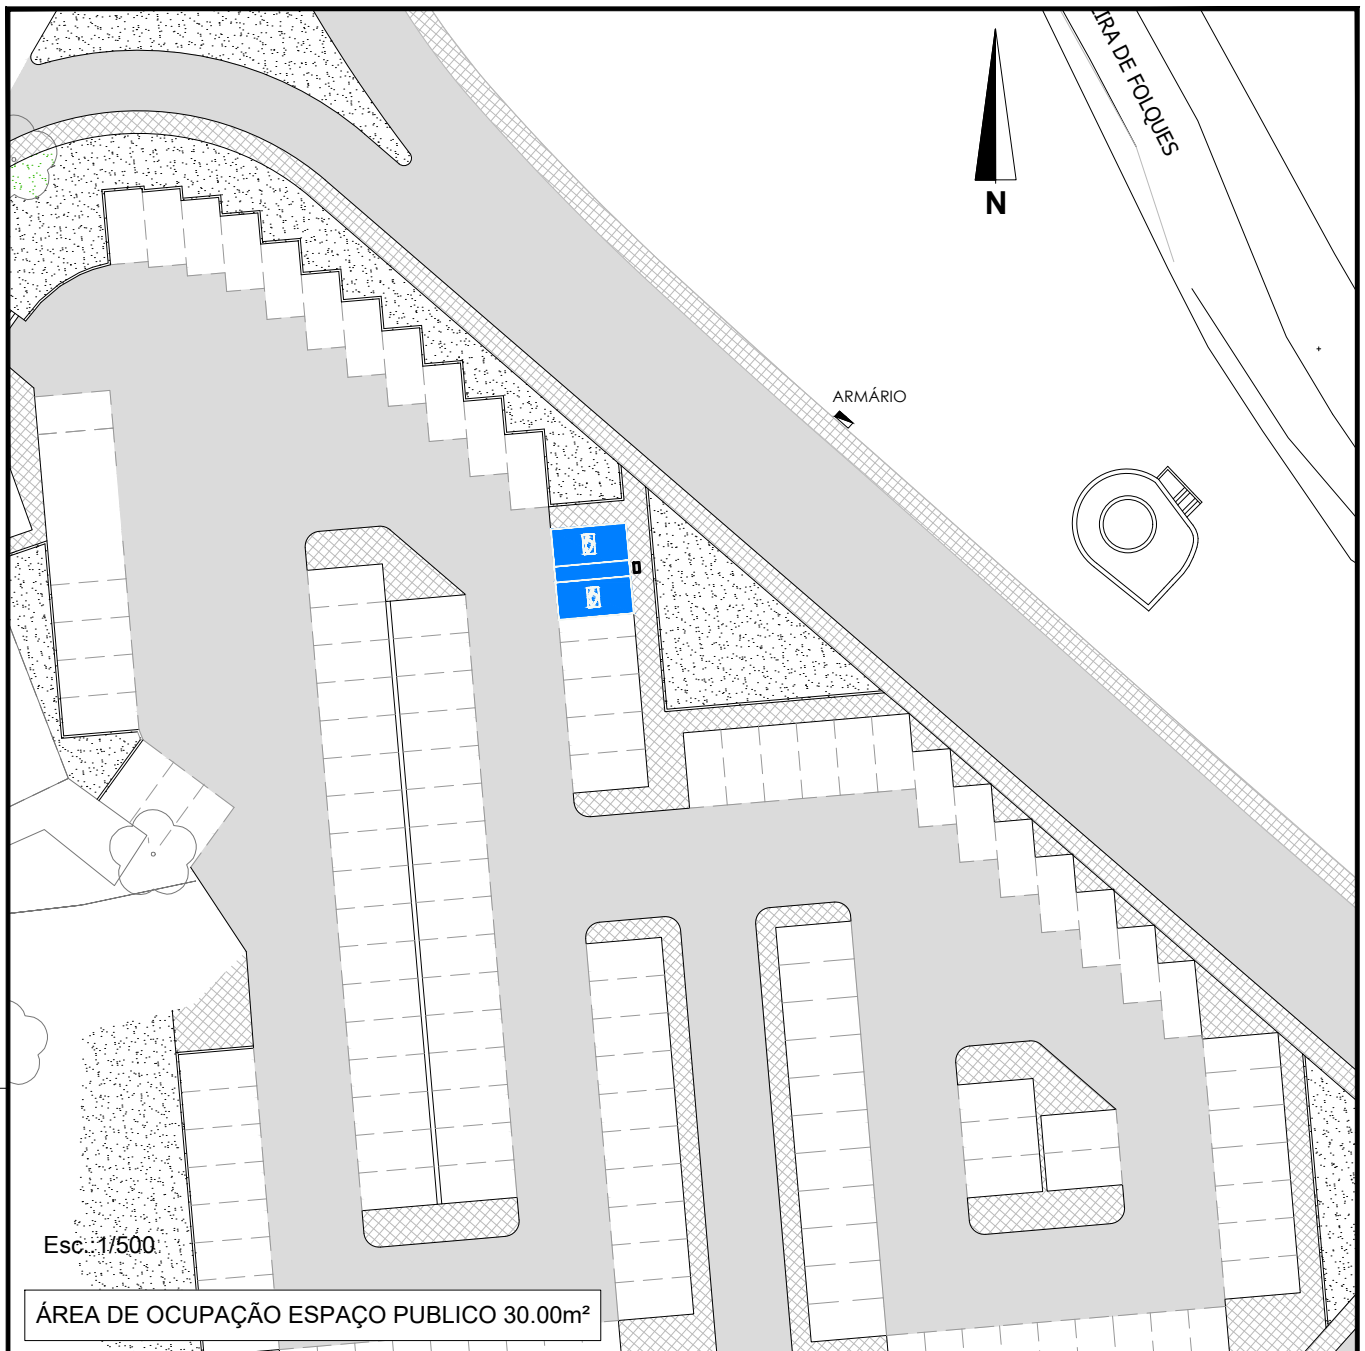 IRA DE FOLQUES
N
ARMÁRIO
Esc.:1/500
ÁREA DE OCUPAÇÃO ESPAÇO PUBLICO 30.00m²